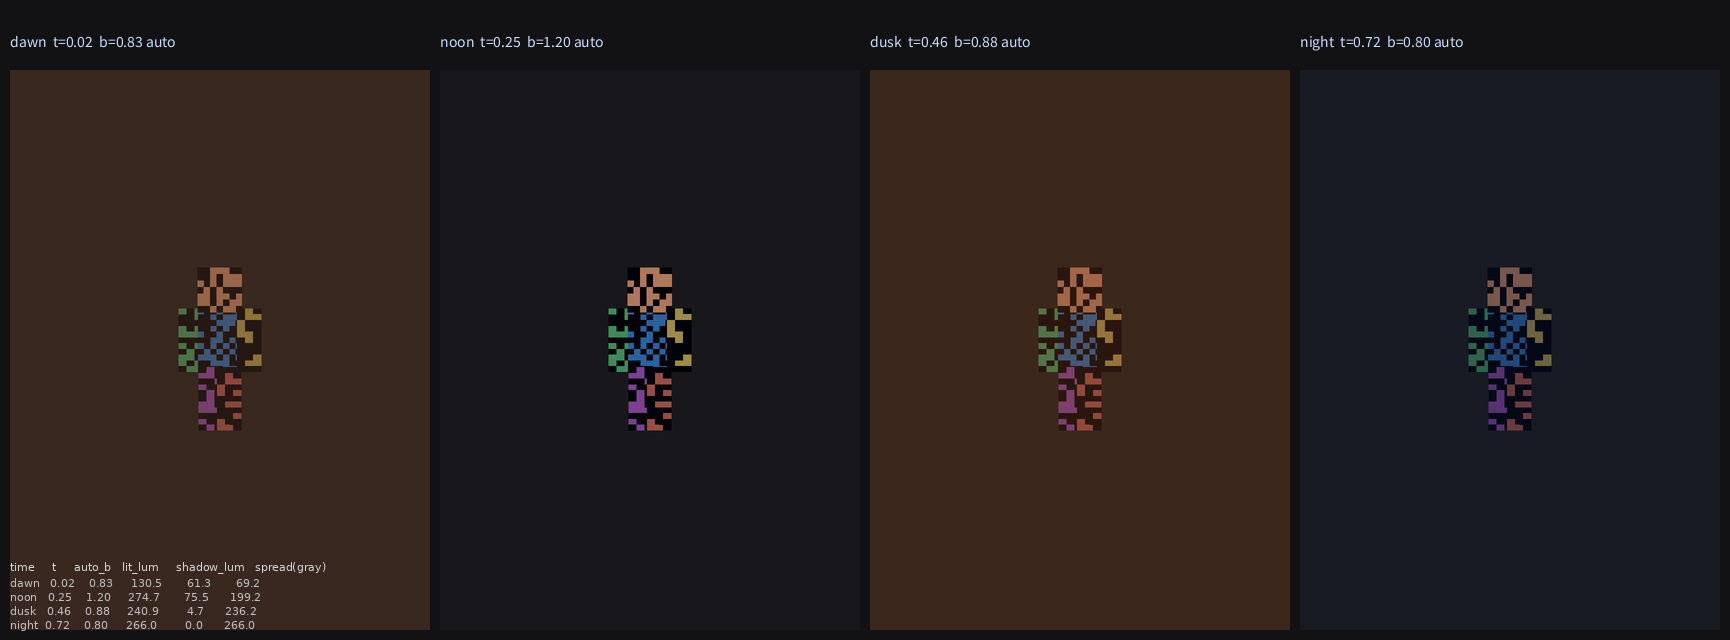 dawn t=0.02 b=0.83 auto
noon t=0.25 b=1.20 auto
dusk t=0.46 b=0.88 auto
night t=0.72 b=0.80 auto
time t auto_b lit_lum shadow_lum spread(gray)
dawn 0.02 0.83 130.5 61.3 69.2
noon 0.25 1.20 274.7 75.5 199.2
dusk 0.46 0.88 240.9 4.7 236.2
night 0.72 0.80 266.0 0.0 266.0